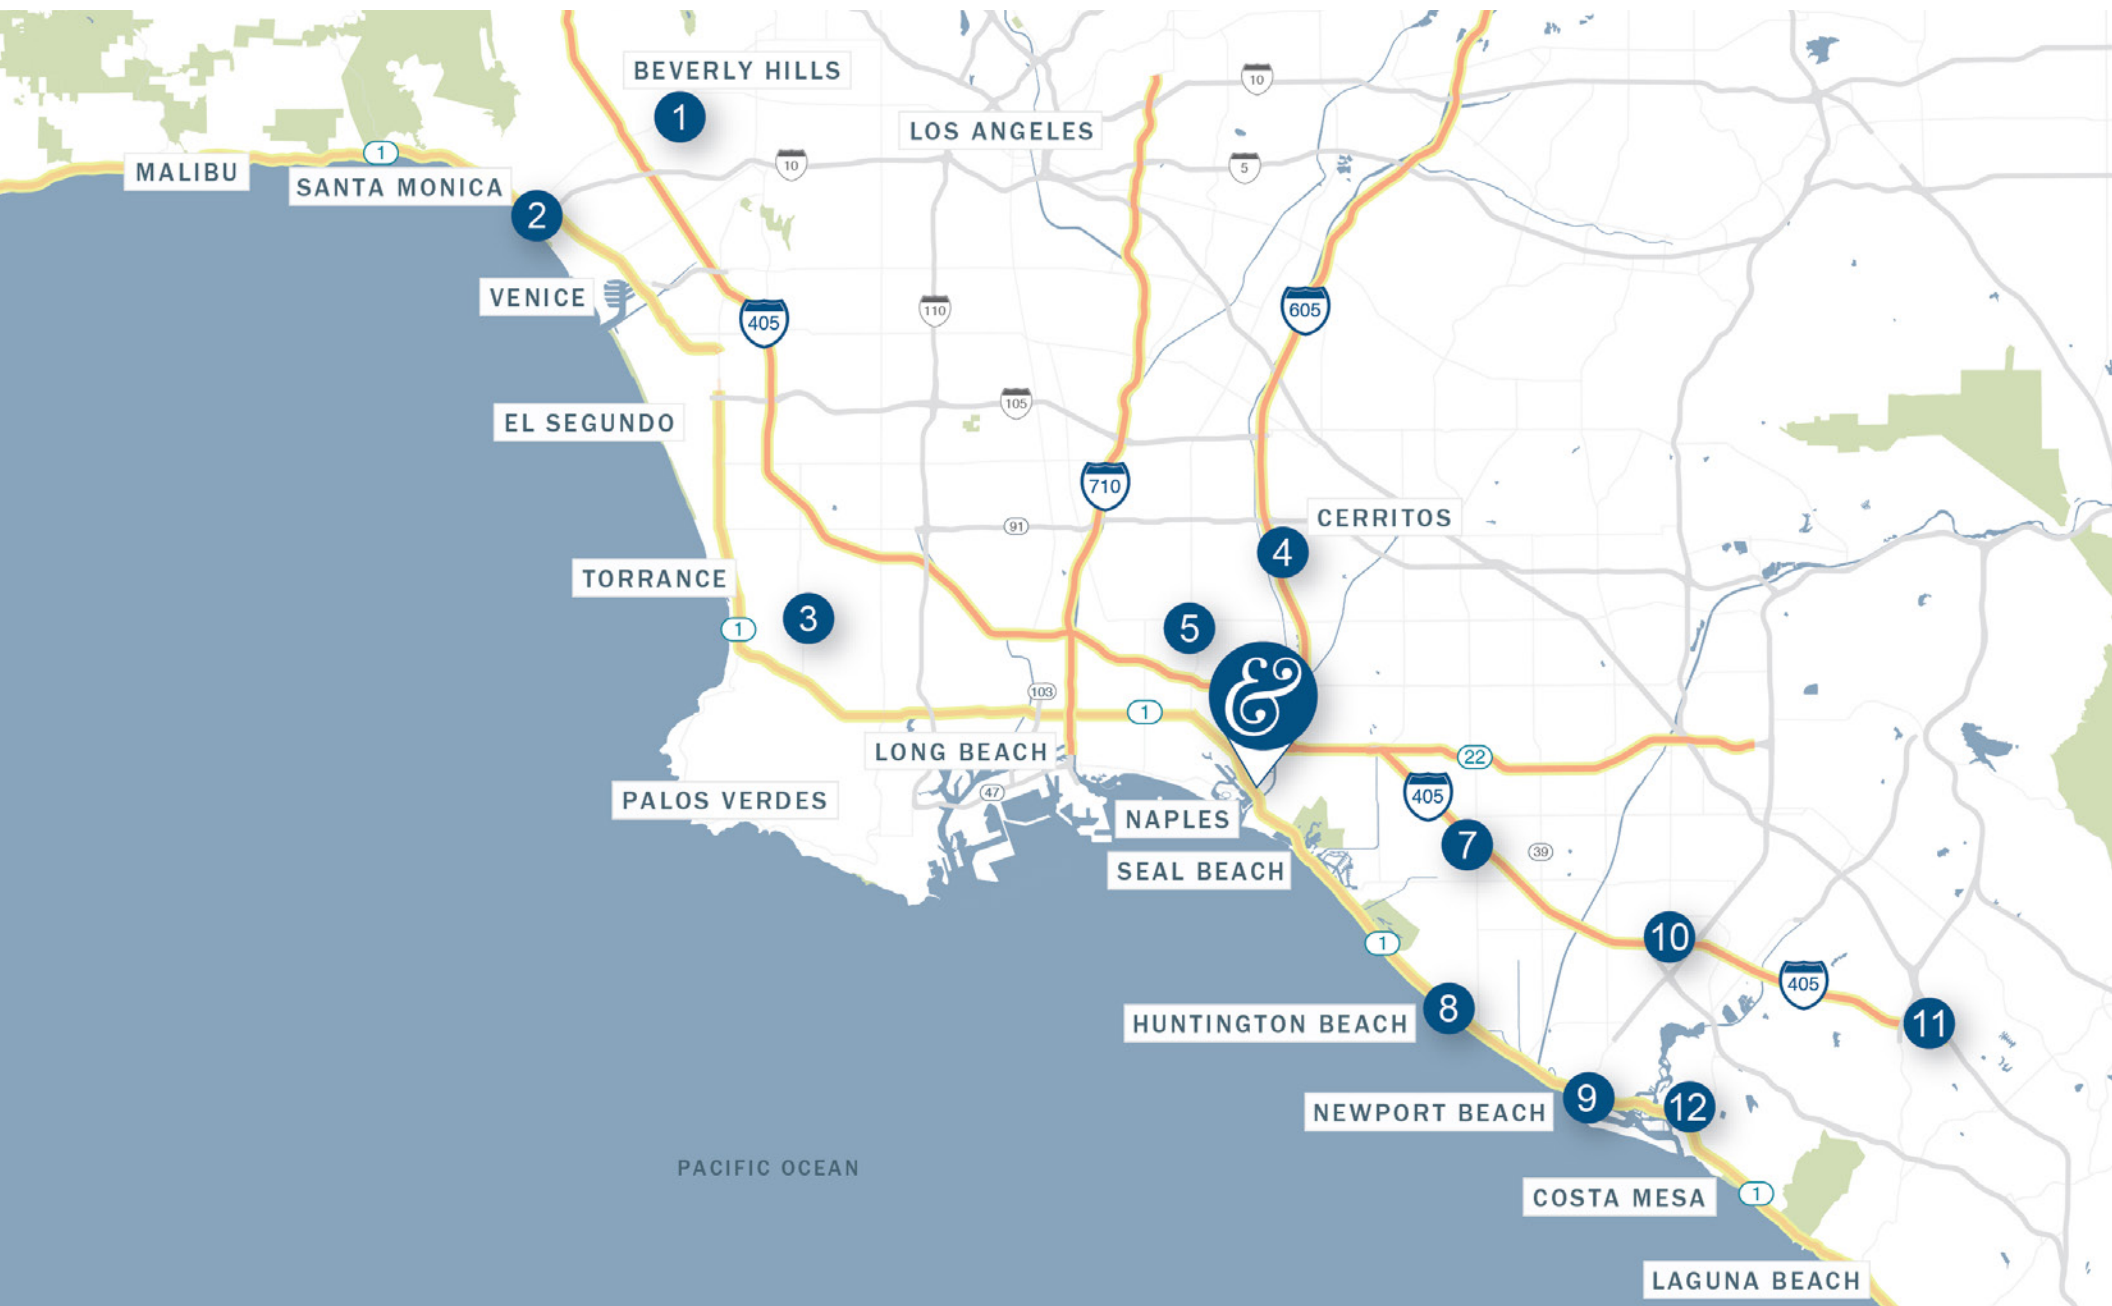 BEVERLY HILLS
10
1
LOS ANGELES
1
10
5
MALIBU
SANTA MONICA
2
VENICE
405
110
605
105
EL SEGUNDO
710
CERRITOS
91
4
TORRANCE
3
1
5
&
103
1
LONG BEACH
22
PALOS VERDES
47
405
NAPLES
7
39
SEAL BEACH
10
1
405
8
HUNTINGTON BEACH
11
9
12
NEWPORT BEACH
PACIFIC OCEAN
COSTA MESA
1
LAGUNA BEACH